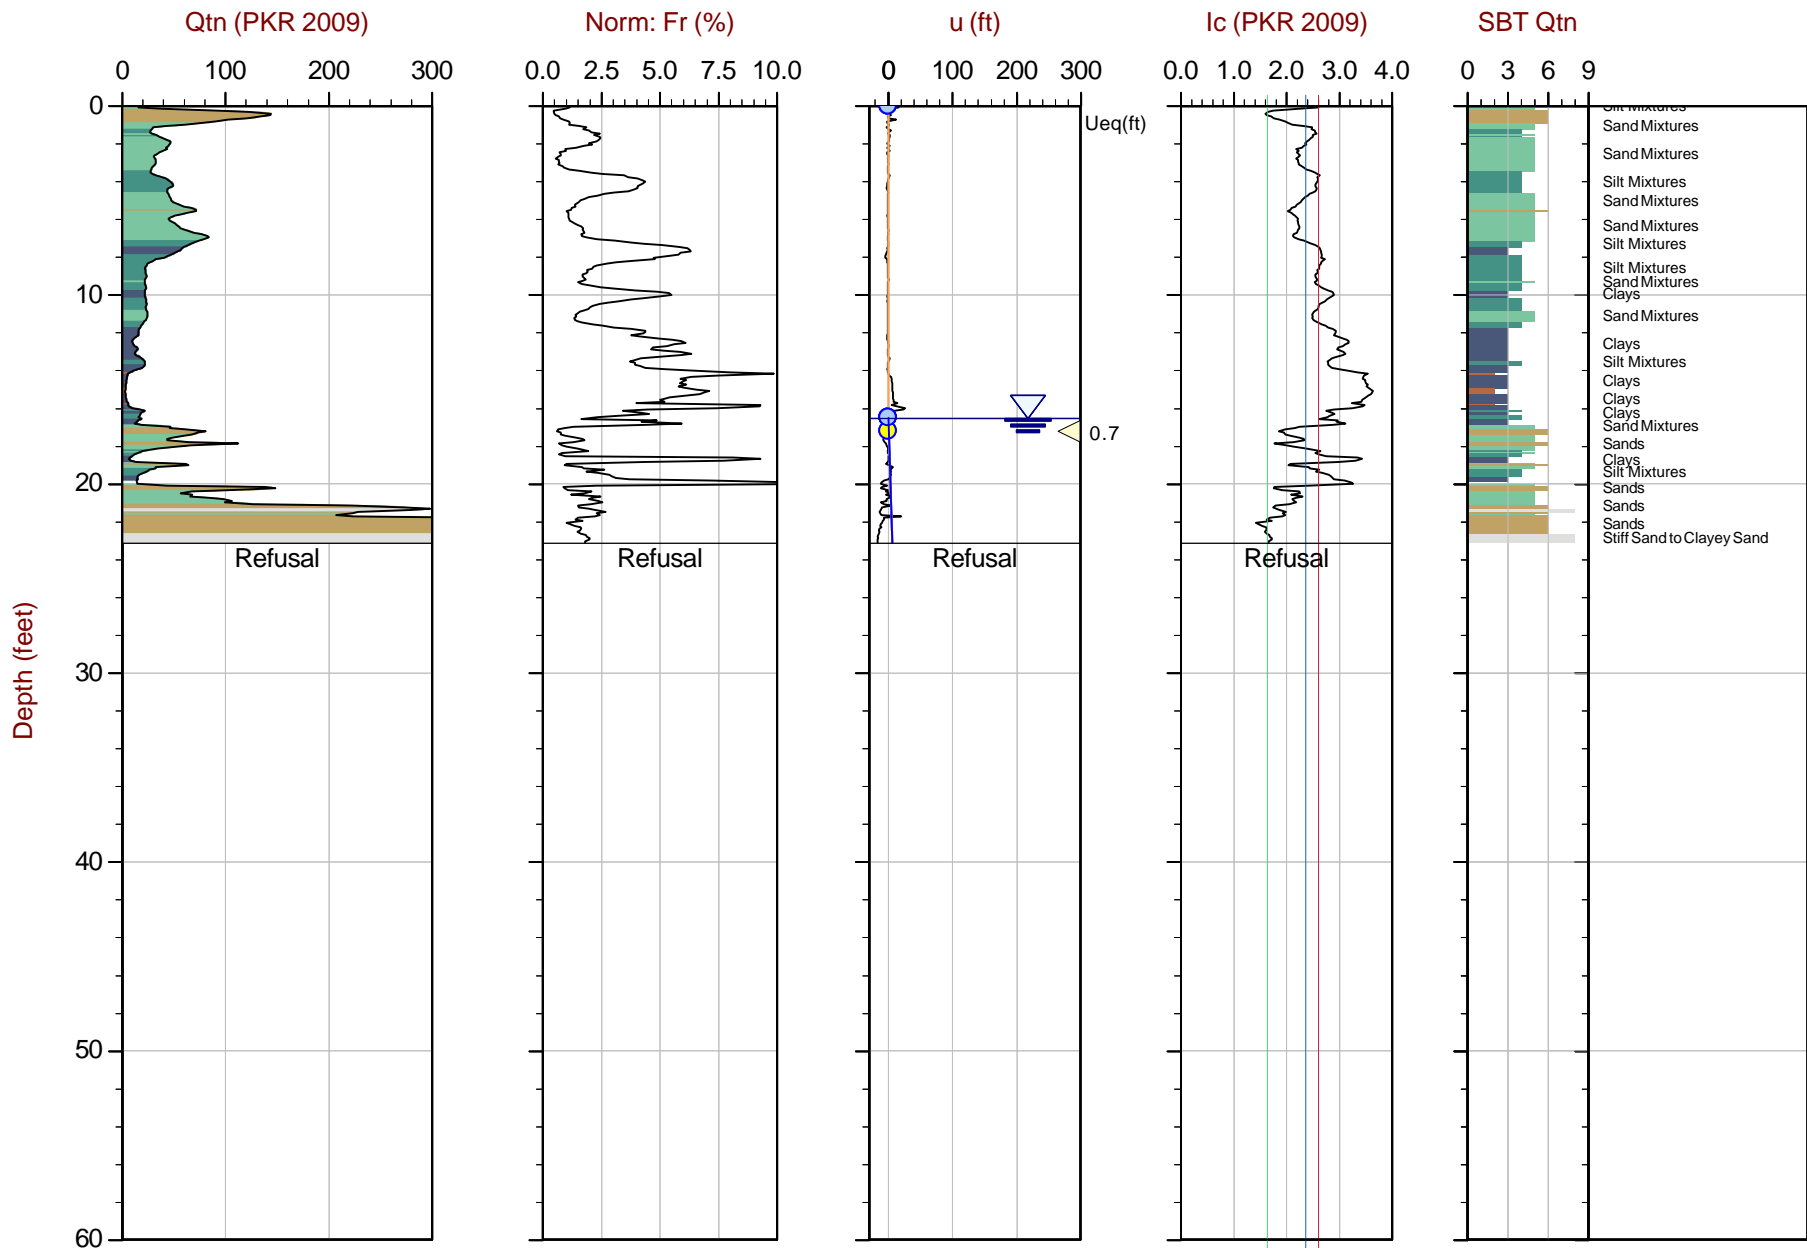 Qtn (PKR 2009) Norm: Fr (%) u (ft) Ic (PKR 2009) SBT Qtn
0 100 200 300 0.0 2.5 5.0 7.5 10.0 0 100 200 300 0.0 1.0 2.0 3.0 4.0 0 3 6 9
0
Silt Mixtures
Ueq(ft)
Sand Mixtures
Sand Mixtures
Silt Mixtures
Sand Mixtures
Sand Mixtures
Silt Mixtures
Silt Mixtures
Sand Mixtures
10
Clays
Sand Mixtures
Clays
Silt Mixtures
Clays
Clays
Clays
Sand Mixtures
0.7
Sands
Clays
Silt Mixtures
20
Sands
Sands
Sands
Stiff Sand to Clayey Sand
Refusal Refusal Refusal Refusal
Depth (feet)
30
40
50
60